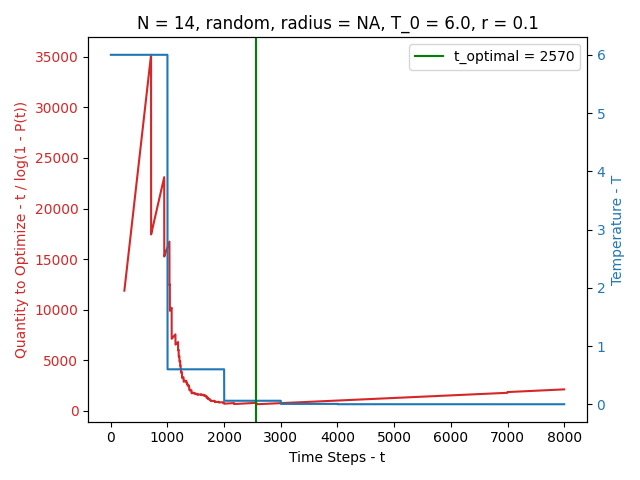 N = 14, random, radius = NA, T_0 = 6.0, r = 0.1
t_optimal = 2570
Quantity to Optimize - t / log(1 - P(t))
35000
30000
25000
20000
15000
10000
5000
0
6
5
4
3
2
1
0
Temperature - T
0 1000 2000 3000 4000 5000 6000 7000 8000
Time Steps - t